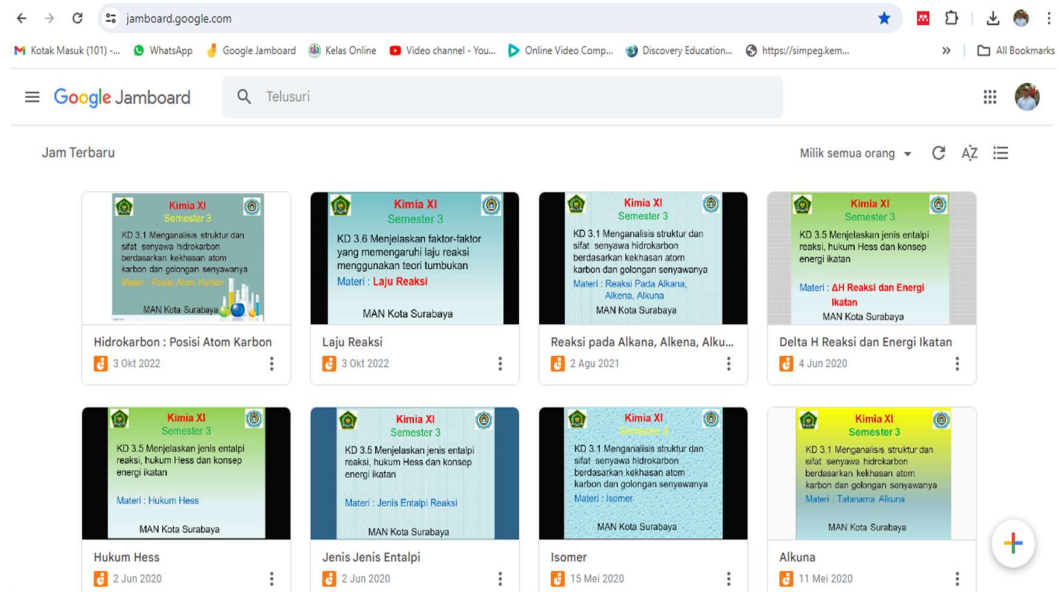 jamboard.google.com
Kotak Masuk (101) -...
WhatsApp
Google Jamboard
Kelas Online
Video channel - You...
Online Video Comp...
Discovery Education...
https://simpeg.kem...
»
All Bookmarks
Google Jamboard
Telusuri
Jam Terbaru
Milik semua orang
AZ
Kimia XI
Semester 3
KD 3.1 Menganalisis struktur dan
sifat senyawa hidrokarbon
berdasarkan kekhasan atom
karbon dan golongan senyawanya
Materi : Posisi Atom Karbon
MAN Kota Surabaya
Hidrokarbon : Posisi Atom Karbon
3 Okt 2022
Kimia XI
Semester 3
KD 3.6 Menjelaskan faktor-faktor
yang memengaruhi laju reaksi
menggunakan teori tumbukan
Materi : Laju Reaksi
MAN Kota Surabaya
Laju Reaksi
3 Okt 2022
Kimia XI
Semester 3
KD 3.1 Menganalisis struktur dan
sifat senyawa hidrokarbon
berdasarkan kekhasan atom
karbon dan golongan senyawanya
Materi : Reaksi Pada Alkana,
Alkena, Alkuna
MAN Kota Surabaya
Reaksi pada Alkana, Alkena, Alku...
2 Agu 2021
Kimia XI
Semester 3
KD 3.5 Menjelaskan jenis entalpi
reaksi, hukum Hess dan konsep
energi ikatan
Materi : ΔH Reaksi dan Energi
Ikatan
MAN Kota Surabaya
Delta H Reaksi dan Energi Ikatan
4 Jun 2020
Kimia XI
Semester 3
KD 3.5 Menjelaskan jenis entalpi
reaksi, hukum Hess dan konsep
energi ikatan
Materi : Hukum Hess
MAN Kota Surabaya
Hukum Hess
2 Jun 2020
Kimia XI
Semester 3
KD 3.5 Menjelaskan jenis entalpi
reaksi, hukum Hess dan konsep
energi ikatan
Materi : Jenis Entalpi Reaksi
MAN Kota Surabaya
Jenis Jenis Entalpi
2 Jun 2020
Kimia XI
Semester 3
KD 3.1 Menganalisis struktur dan
sifat senyawa hidrokarbon
berdasarkan kekhasan atom
karbon dan golongan senyawanya
Materi : Isomer
MAN Kota Surabaya
Isomer
15 Mei 2020
Kimia XI
Semester 3
KD 3.1 Menganalisis struktur dan
sifat senyawa hidrokarbon
berdasarkan kekhasan atom
karbon dan golongan senyawanya
Materi : Tatanama Alkuna
MAN Kota Surabaya
Alkuna
11 Mei 2020